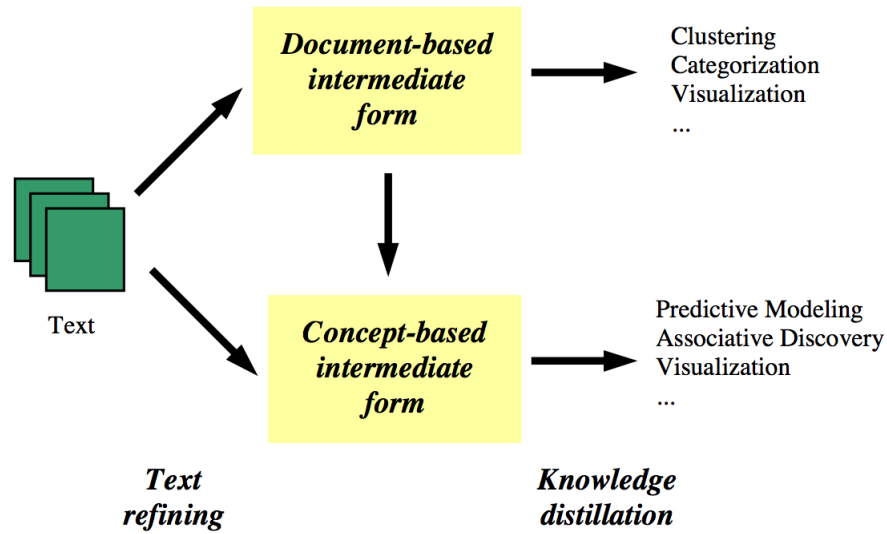 Document-based
intermediate
form
Clustering
Categorization
Visualization
...
Text
Concept-based
intermediate
form
Predictive Modeling
Associative Discovery
Visualization
...
Text
refining
Knowledge
distillation